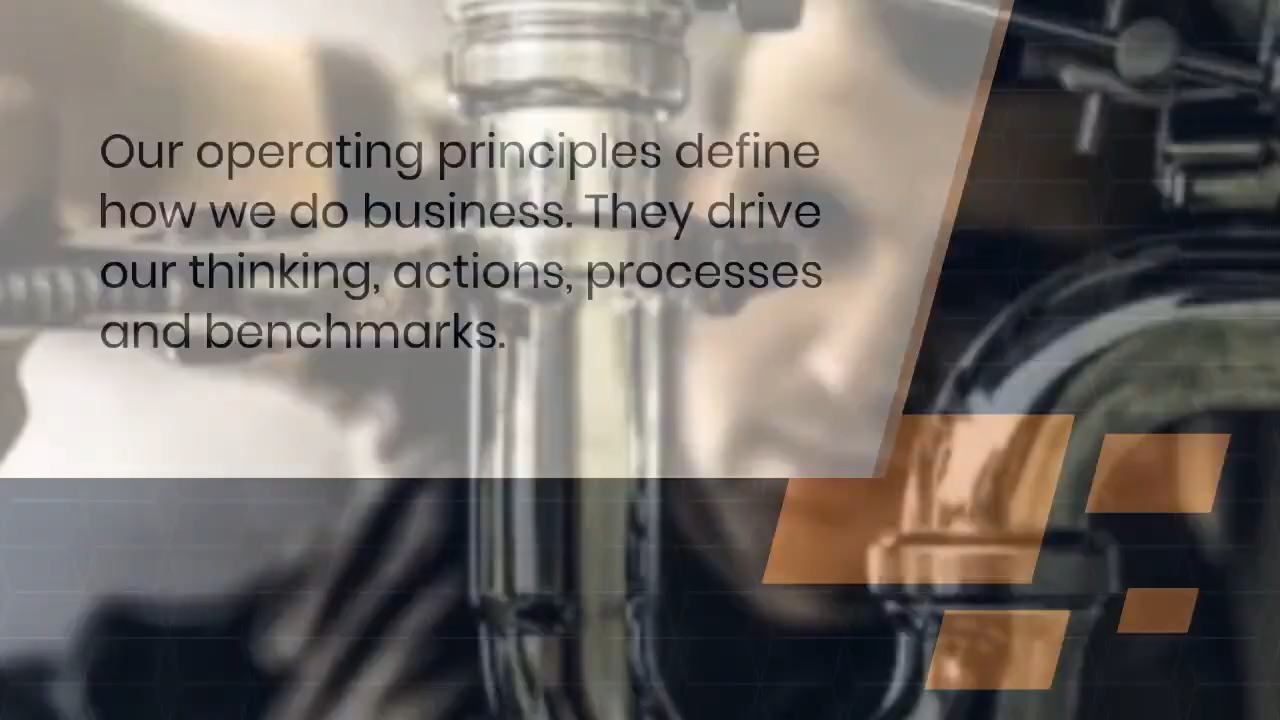 Our operating principles define
how we do business. They drive
our thinking, actions, processes
and benchmarks.